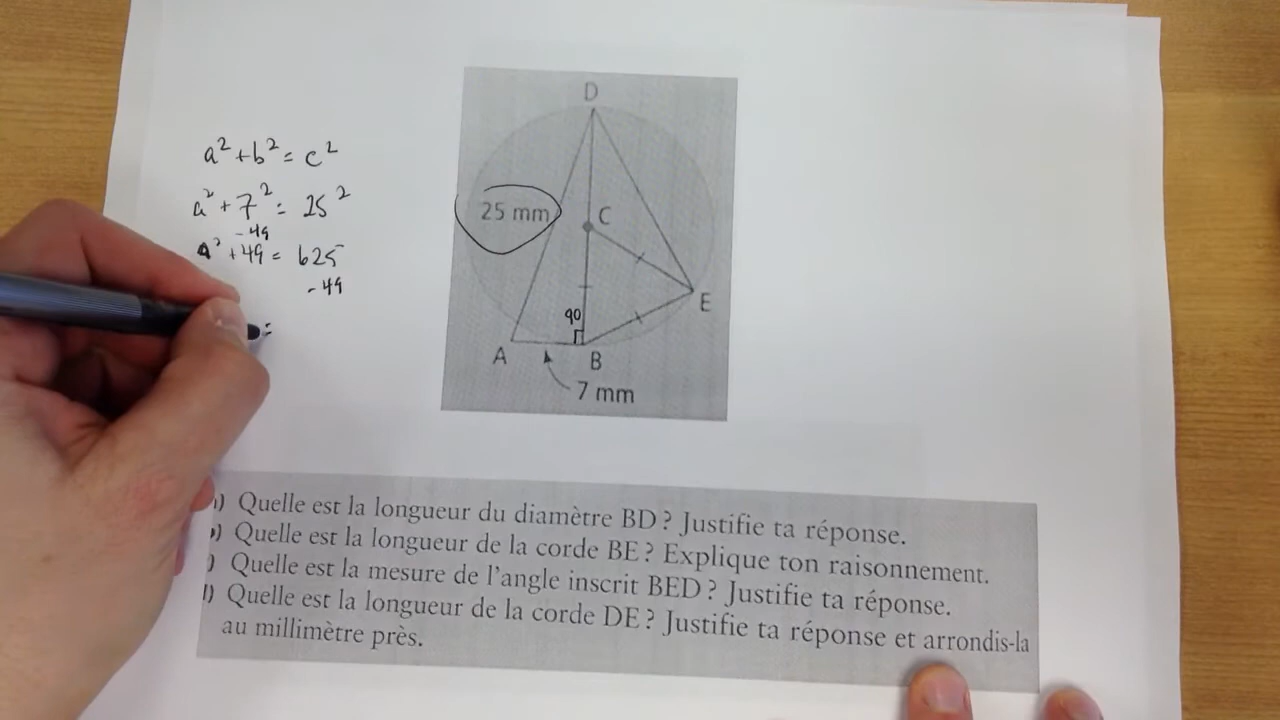 a² + b² = c²
a² + 7² = 25²
-49
a² + 49 = 625
-49
=
D
25 mm
C
E
90
A
B
7 mm
) Quelle est la longueur du diamètre BD ? Justifie ta réponse.
) Quelle est la longueur de la corde BE ? Explique ton raisonnement.
) Quelle est la mesure de l'angle inscrit BED ? Justifie ta réponse.
) Quelle est la longueur de la corde DE ? Justifie ta réponse et arrondis-la
au millimètre près.